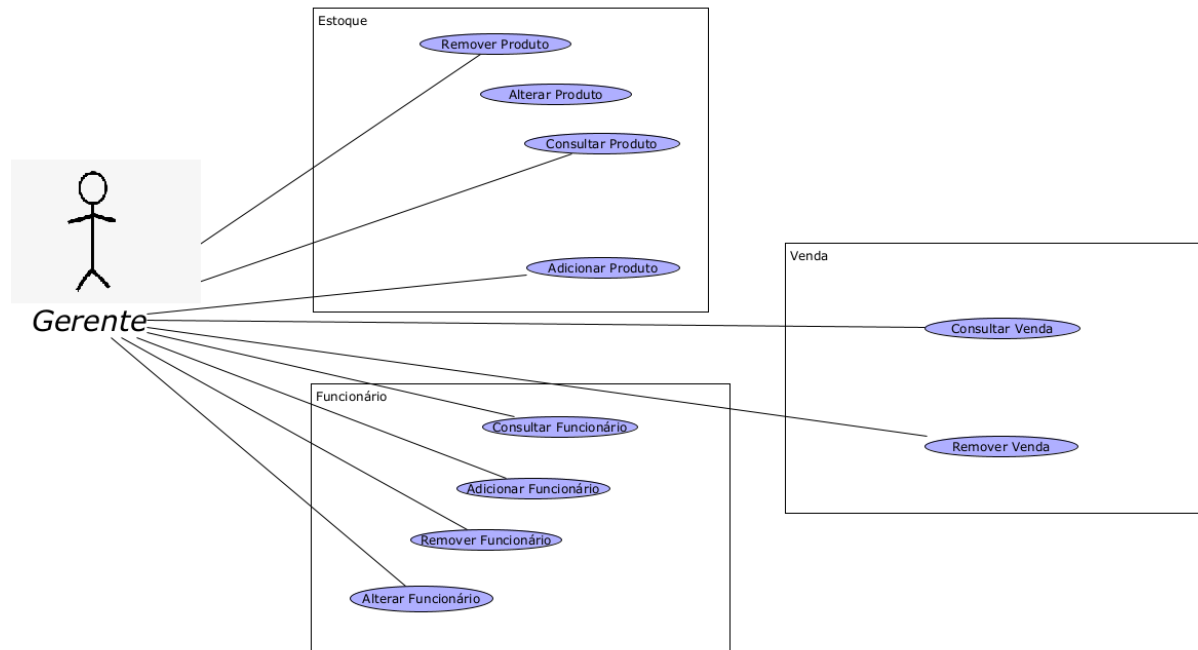 Estoque
Remover Produto
Alterar Produto
Consultar Produto
Adicionar Produto
Gerente
Venda
Consultar Venda
Remover Venda
Funcionário
Consultar Funcionário
Adicionar Funcionário
Remover Funcionário
Alterar Funcionário